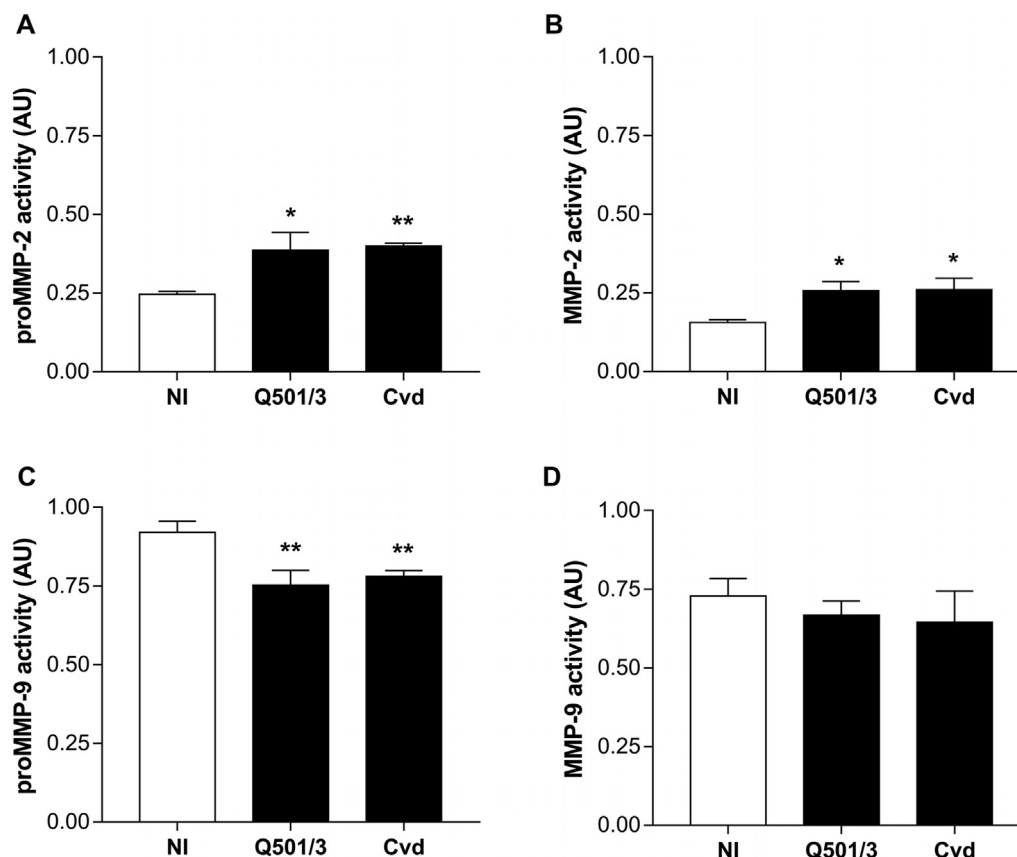 A
proMMP-2 activity (AU)
1.00
0.75
0.50
0.25
0.00
*
**
NI Q501/3 Cvd
B
MMP-2 activity (AU)
1.00
0.75
0.50
0.25
0.00
*
*
NI Q501/3 Cvd
C
proMMP-9 activity (AU)
1.00
0.75
0.50
0.25
0.00
**
**
NI Q501/3 Cvd
D
MMP-9 activity (AU)
1.00
0.75
0.50
0.25
0.00
NI Q501/3 Cvd